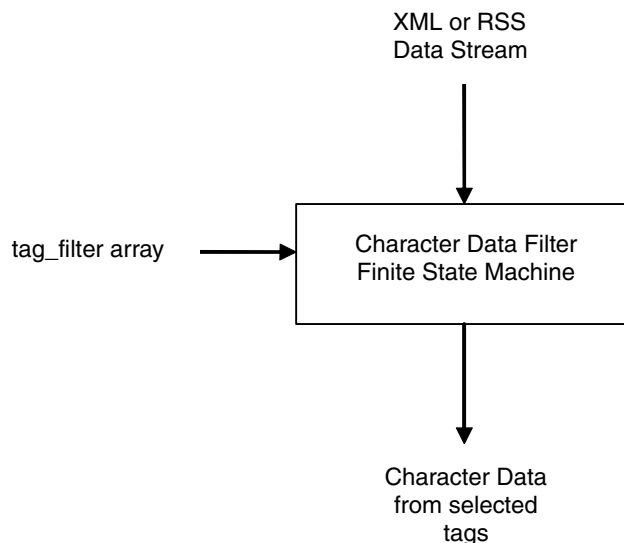 XML or RSS
Data Stream
tag_filter array
Character Data Filter
Finite State Machine
Character Data
from selected
tags